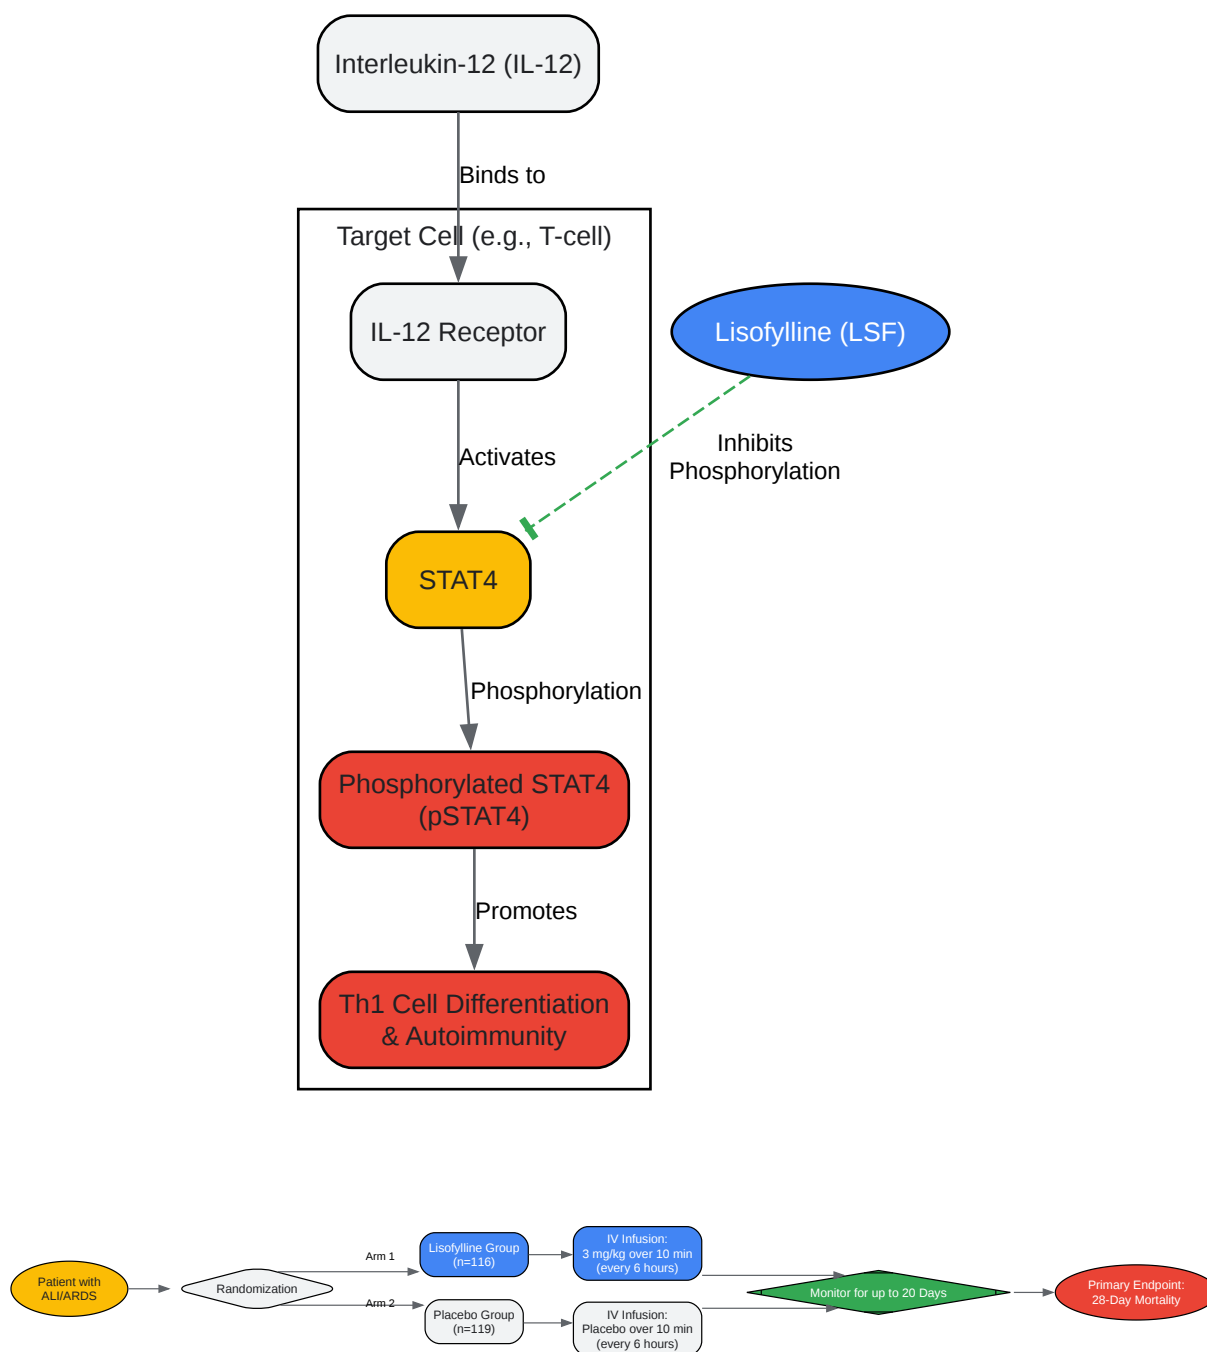 Interleukin-12 (IL-12)
Binds to
Target Cell (e.g., T-cell)
IL-12 Receptor
Lisofylline (LSF)
Activates
Inhibits
Phosphorylation
STAT4
Phosphorylation
Phosphorylated STAT4
(pSTAT4)
Promotes
Th1 Cell Differentiation
& Autoimmunity
Patient with
ALI/ARDS
Randomization
Arm 1
Lisofylline Group
(n=116)
IV Infusion:
3 mg/kg over 10 min
(every 6 hours)
Arm 2
Placebo Group
(n=119)
IV Infusion:
Placebo over 10 min
(every 6 hours)
Monitor for up to 20 Days
Primary Endpoint:
28-Day Mortality